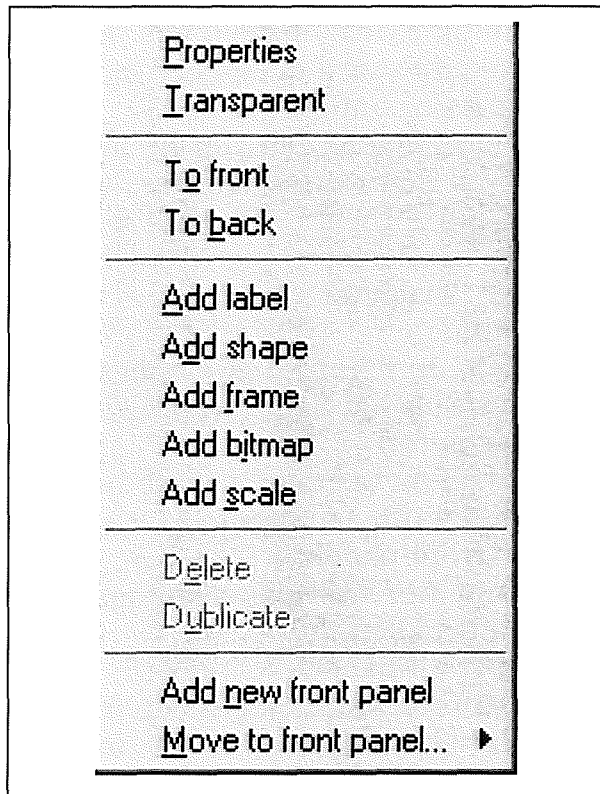 Properties
Transparent
To front
To back
Add label
Add shape
Add frame
Add bitmap
Add scale
Delete
Dublicate
Add new front panel
Move to front panel...